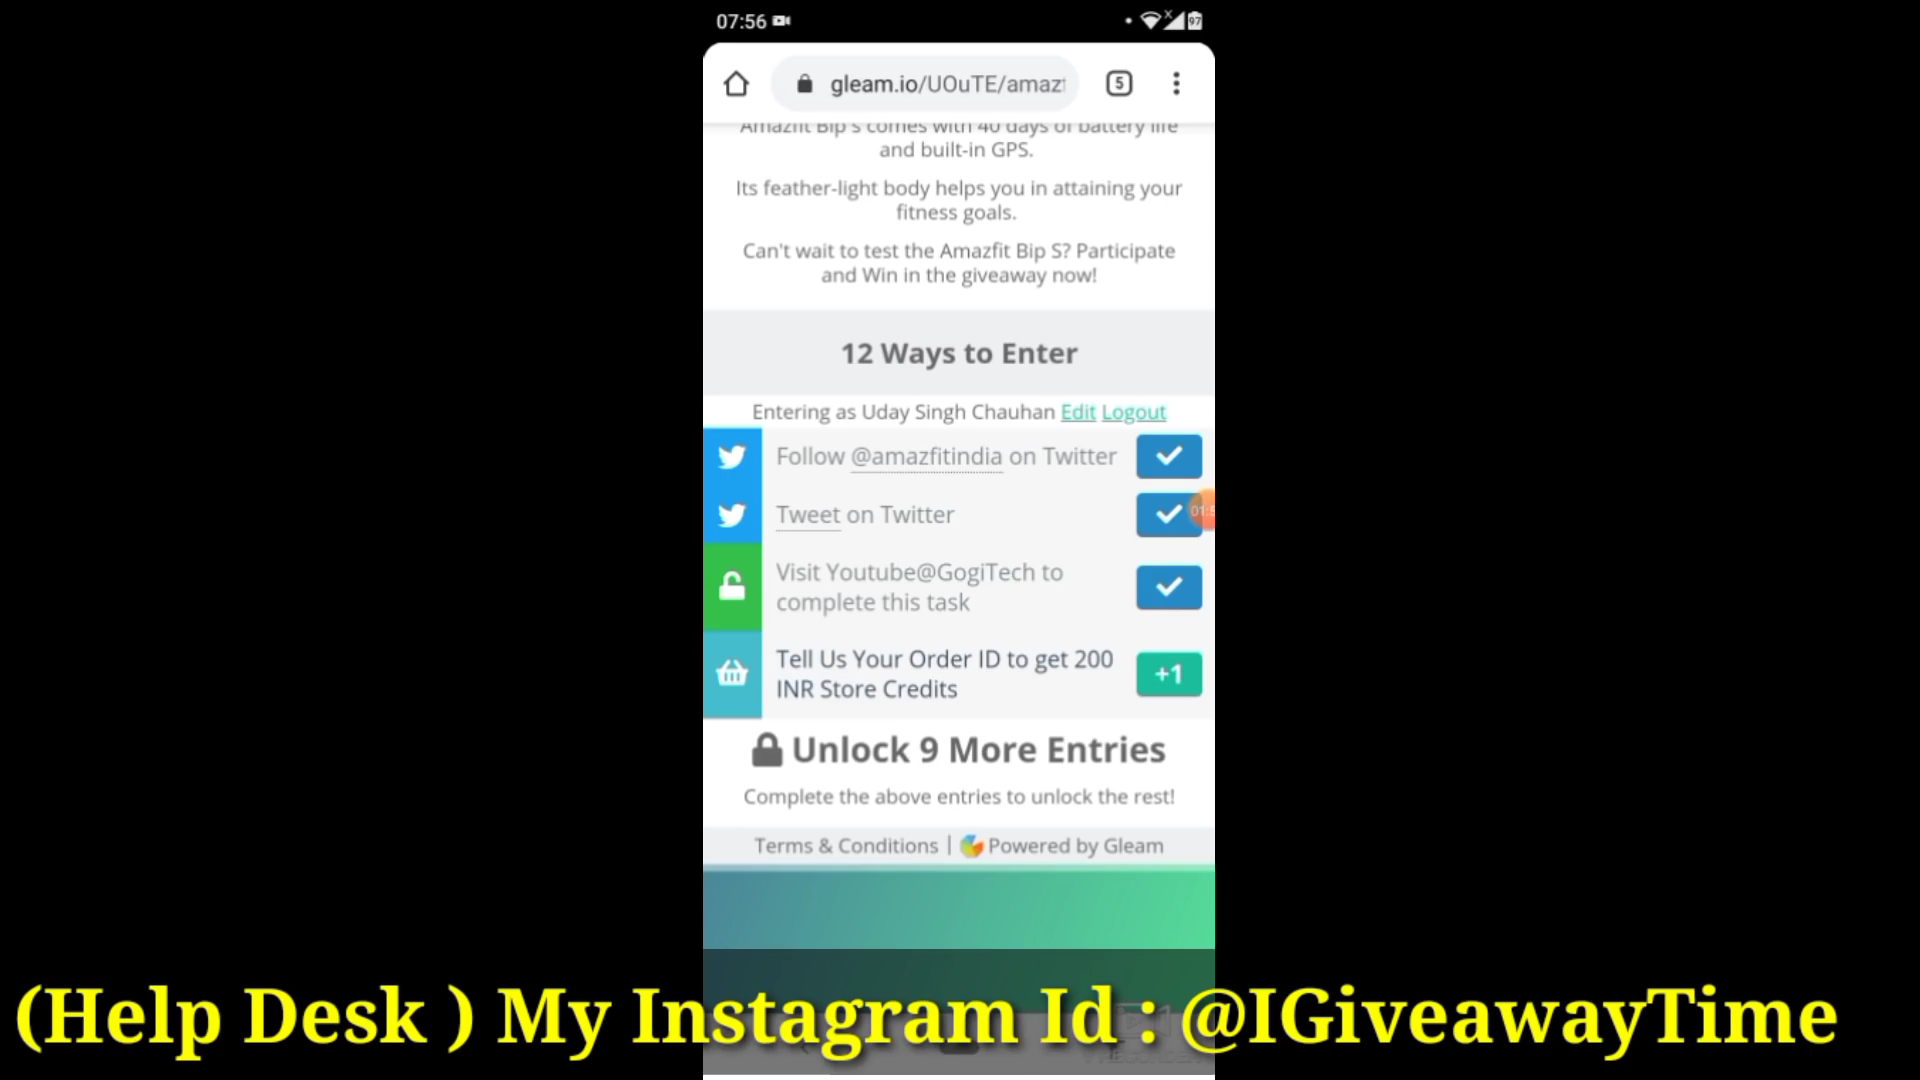 07:56
97
gleam.io/UOuTE/amazf
5
Amazfit Bip s comes with 40 days of battery life
and built-in GPS.
Its feather-light body helps you in attaining your
fitness goals.
Can't wait to test the Amazfit Bip S? Participate
and Win in the giveaway now!
12 Ways to Enter
Entering as Uday Singh Chauhan Edit Logout
Follow @amazfitindia on Twitter
Tweet on Twitter
01:5
Visit Youtube@GogiTech to
complete this task
Tell Us Your Order ID to get 200
INR Store Credits
+1
Unlock 9 More Entries
Complete the above entries to unlock the rest!
Terms & Conditions | Powered by Gleam
(Help Desk ) My Instagram Id : @IGiveawayTime